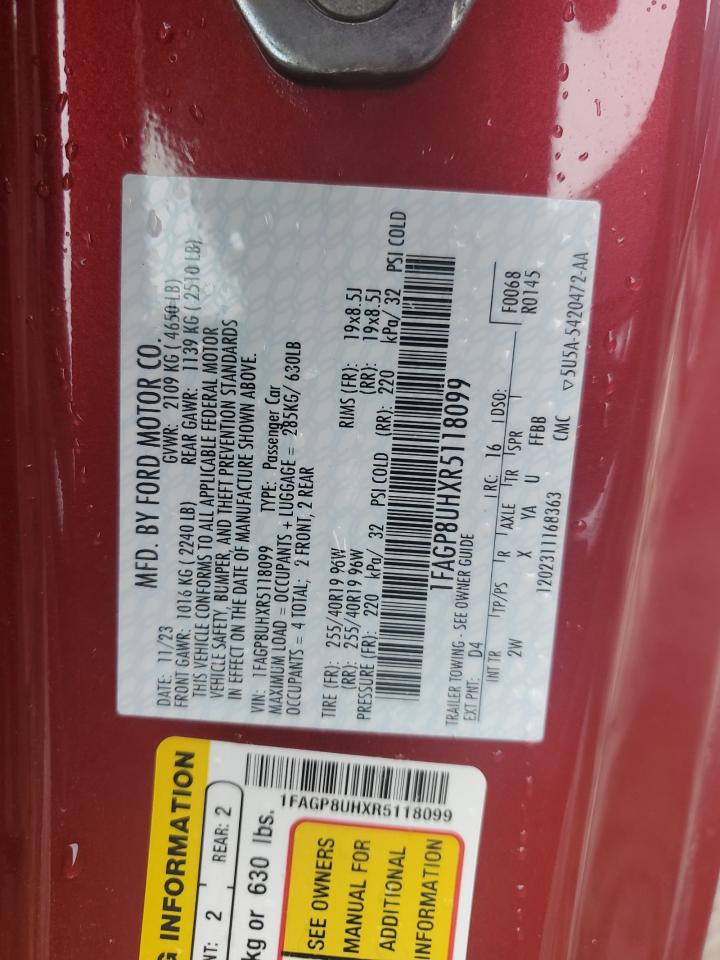 MFD. BY FORD MOTOR CO.
DATE: 11/23 GVWR: 2109 KG ( 4650 LB)
FRONT GAWR: 1016 KG ( 2240 LB) REAR GAWR: 1139 KG ( 2510 LB)
THIS VEHICLE CONFORMS TO ALL APPLICABLE FEDERAL MOTOR
VEHICLE SAFETY, BUMPER, AND THEFT PREVENTION STANDARDS
IN EFFECT ON THE DATE OF MANUFACTURE SHOWN ABOVE.
VIN: 1FAGP8UHXR5118099 TYPE: Passenger Car
MAXIMUM LOAD = OCCUPANTS + LUGGAGE = 285KG/ 630LB
OCCUPANTS = 4 TOTAL; 2 FRONT, 2 REAR
TIRE (FR): 255/40R19 96W RIMS (FR): 19x8.5J
(RR): 255/40R19 96W (RR): 19x8.5J
PRESSURE (FR): 220 kPa/ 32 PSI COLD (RR): 220 kPa/ 32 PSI COLD
1FAGP8UHXR5118099
TRAILER TOWING - SEE OWNER GUIDE
EXT PNT: D4 RC: 16 DSO: F0068
R0145
INT TR TP/PS R AXLE TR SPR
2W X YA U FFBB
1202311168363 CMC ▽5U5A-5420472-AA
G INFORMATION
NT: 2 REAR: 2
kg or 630 lbs.
1FAGP8UHXR5118099
SEE OWNERS
MANUAL FOR
ADDITIONAL
INFORMATION